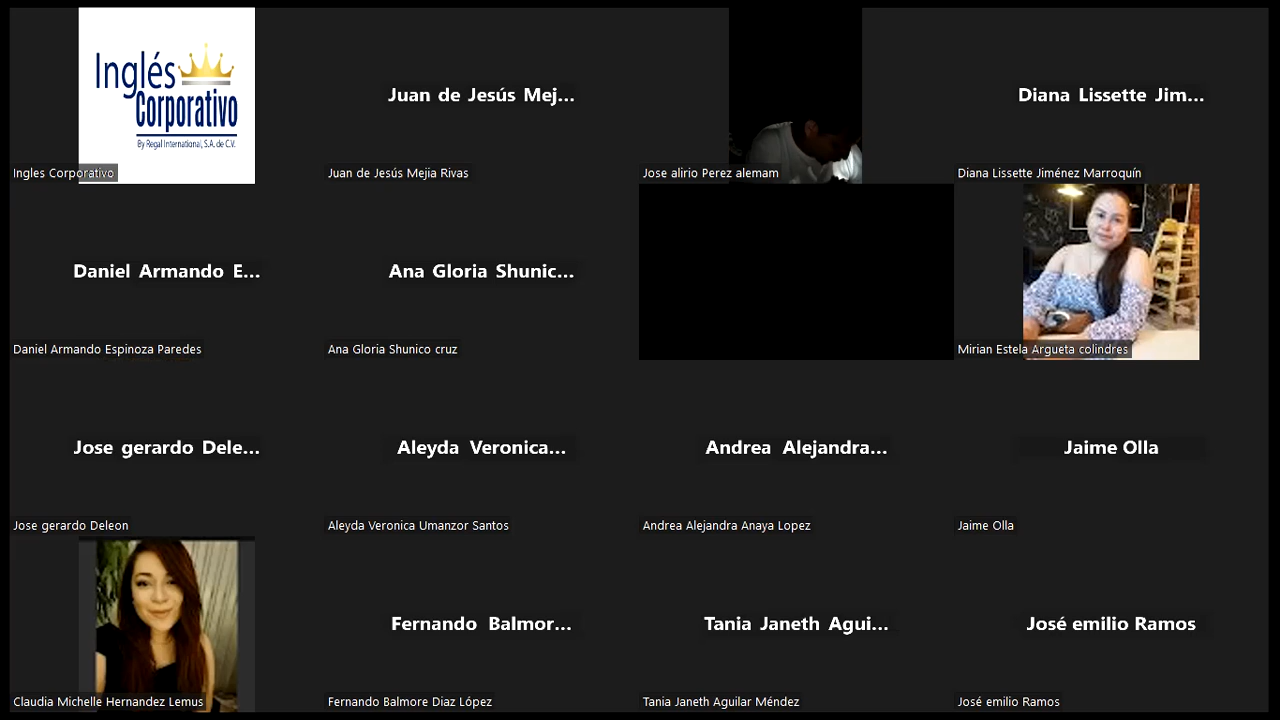 Inglés
Corporativo
By Regal International, S.A. de C.V.
Ingles Corporativo
Juan de Jesús Mej...
Juan de Jesús Mejia Rivas
Jose alirio Perez alemam
Diana Lissette Jim...
Diana Lissette Jiménez Marroquín
Daniel Armando E...
Daniel Armando Espinoza Paredes
Ana Gloria Shunic...
Ana Gloria Shunico cruz
Mirian Estela Argueta colindres
Jose gerardo Dele...
Jose gerardo Deleon
Aleyda Veronica...
Aleyda Veronica Umanzor Santos
Andrea Alejandra...
Andrea Alejandra Anaya Lopez
Jaime Olla
Jaime Olla
Claudia Michelle Hernandez Lemus
Fernando Balmor...
Fernando Balmore Diaz López
Tania Janeth Agui...
Tania Janeth Aguilar Méndez
José emilio Ramos
José emilio Ramos